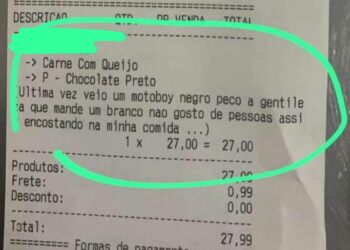 DESCRICAO QTD. PR.VENDA TOTAL
-> Carne Com Queijo
-> P - Chocolate Preto
(Ultima vez veio um motoboy negro peco a gentile
za que mande um branco nao gosto de pessoas assi
encostando na minha comida ...)
1 x 27,00 = 27,00
Produtos: 27,00
Frete: 0,99
Desconto: 0,00
Total: 27,99
========== Formas de pagamento